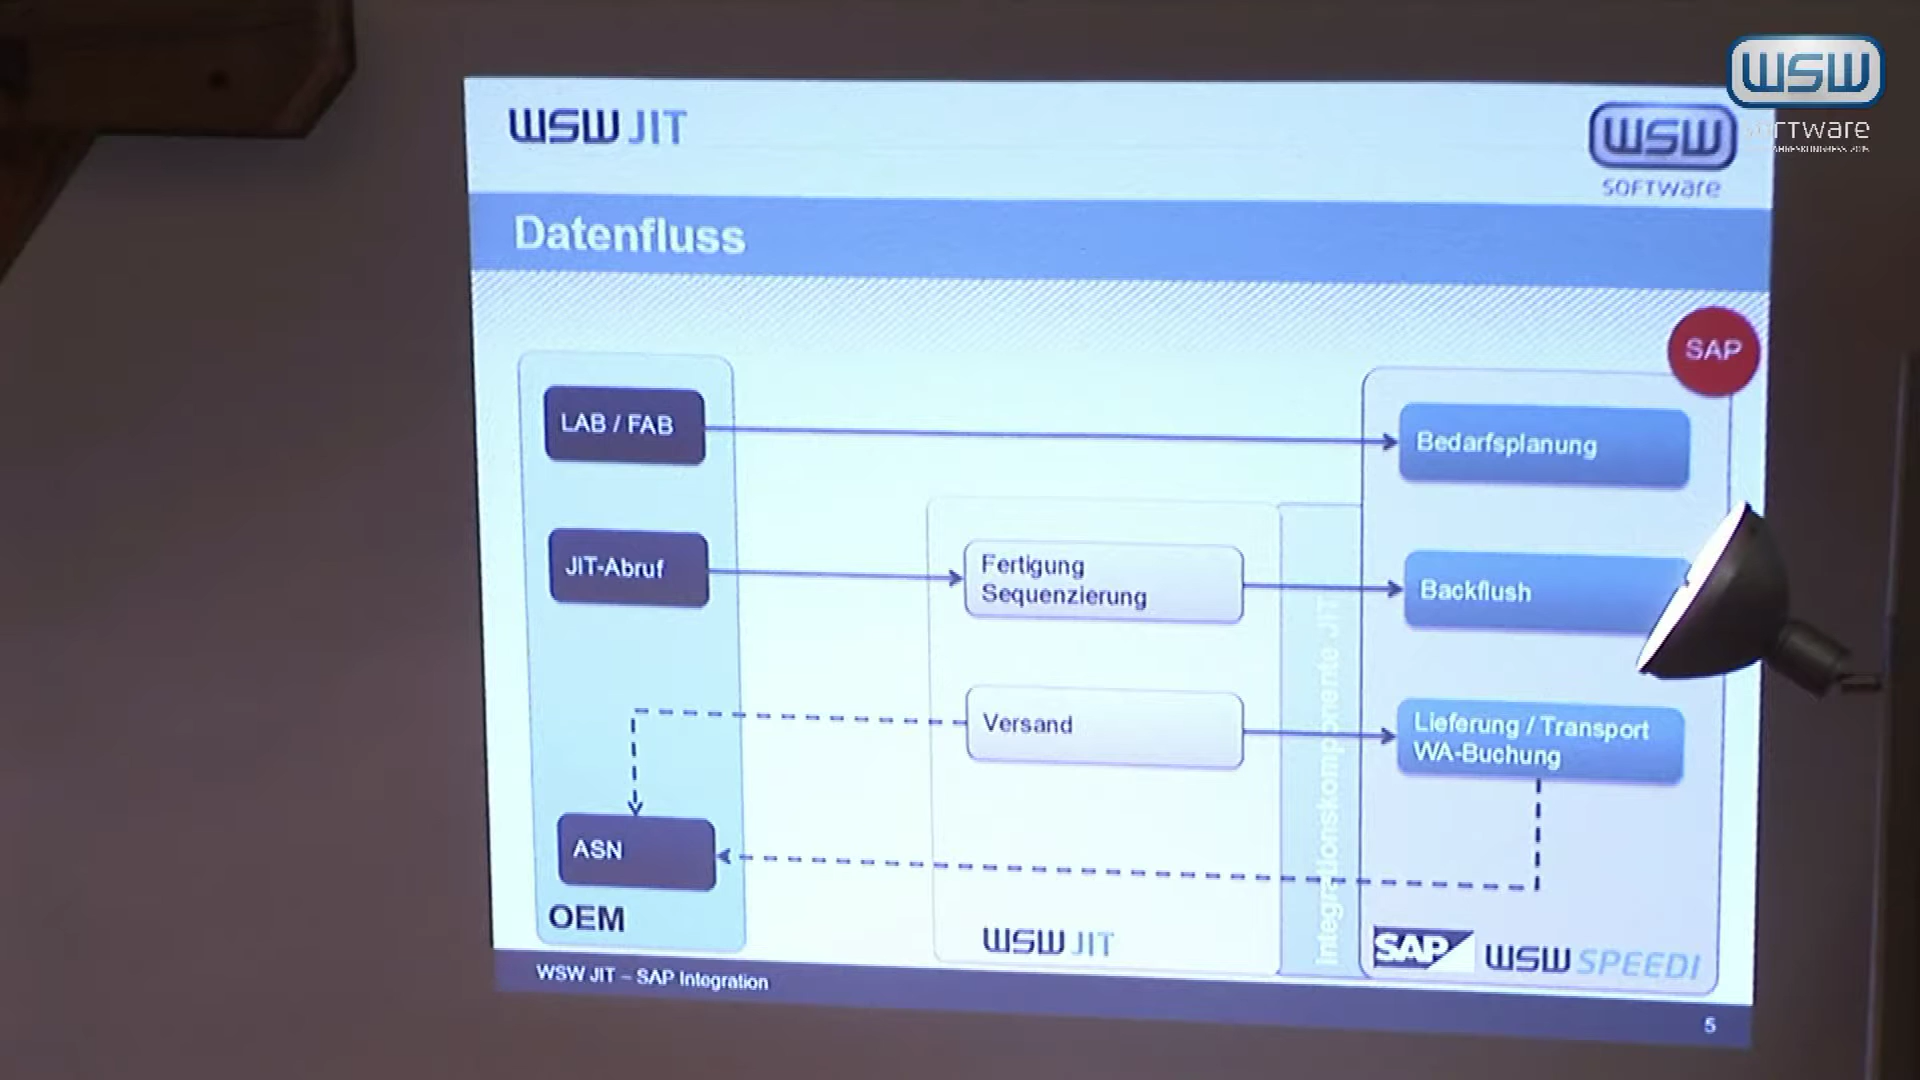 WSW
software
WSW JIT
WSW
software
Datenfluss
SAP
LAB / FAB
Bedarfsplanung
JIT-Abruf
Fertigung
Sequenzierung
Backflush
Versand
Lieferung / Transport
WA-Buchung
Integrationskomponente JIT
ASN
OEM
WSW JIT
SAP
WSW SPEEDI
WSW JIT – SAP Integration
5